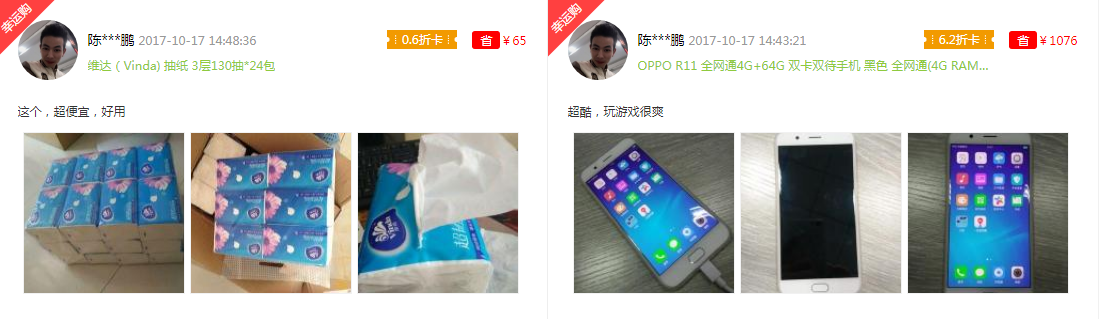 幸运购
陈***鹏 2017-10-17 14:48:36
0.6折卡
省 ¥65
维达（Vinda) 抽纸 3层130抽*24包
这个，超便宜，好用
Vinda
幸运购
陈***鹏 2017-10-17 14:43:21
6.2折卡
省 ¥1076
OPPO R11 全网通4G+64G 双卡双待手机 黑色 全网通(4G RAM...
超酷，玩游戏很爽